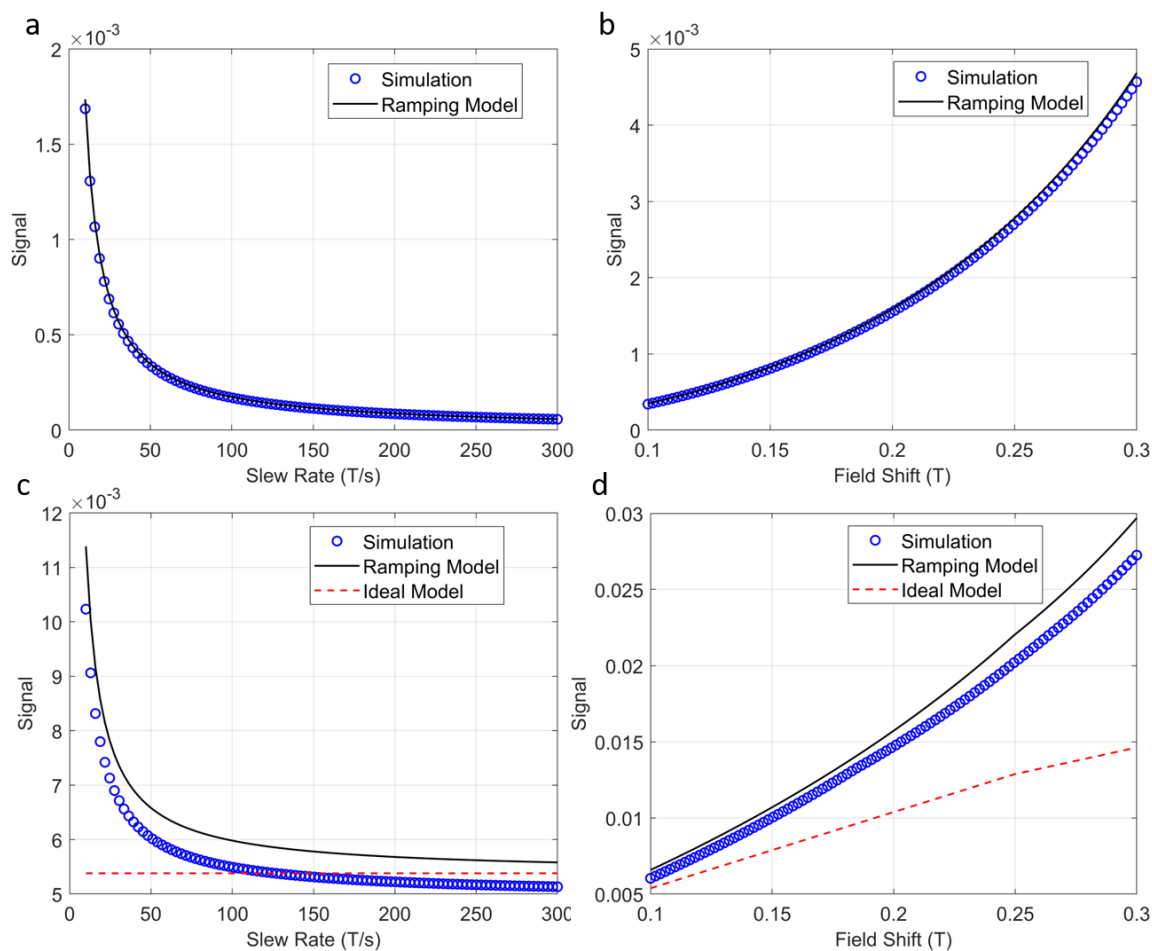 a
×10⁻³
2
1.5
1
0.5
0
Signal
0 50 100 150 200 250 300
Slew Rate (T/s)
Simulation
Ramping Model
b
×10⁻³
5
4
3
2
1
0
Signal
0.1 0.15 0.2 0.25 0.3
Field Shift (T)
Simulation
Ramping Model
c
×10⁻³
12
11
10
9
8
7
6
5
Signal
0 50 100 150 200 250 300
Slew Rate (T/s)
Simulation
Ramping Model
Ideal Model
d
0.03
0.025
0.02
0.015
0.01
0.005
Signal
0.1 0.15 0.2 0.25 0.3
Field Shift (T)
Simulation
Ramping Model
Ideal Model